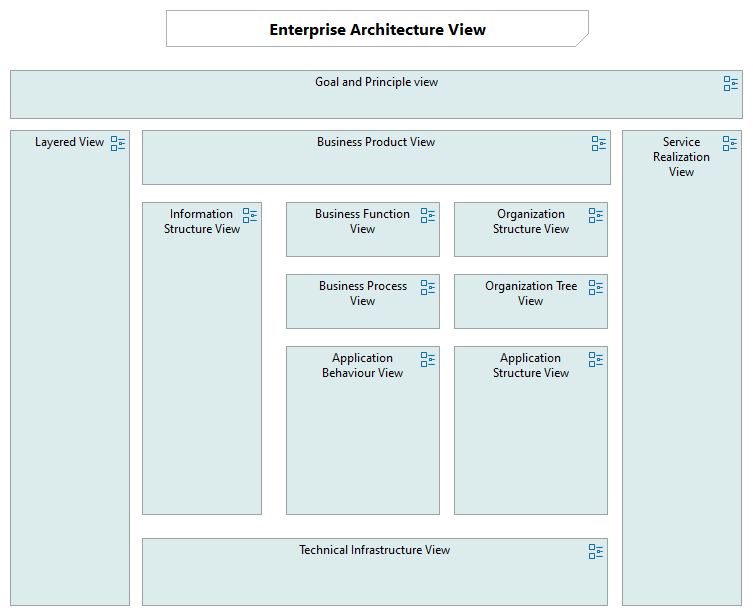 Enterprise Architecture View
Goal and Principle view
Layered View
Business Product View
Service
Realization
View
Information
Structure View
Business Function
View
Organization
Structure View
Business Process
View
Organization Tree
View
Application
Behaviour View
Application
Structure View
Technical Infrastructure View